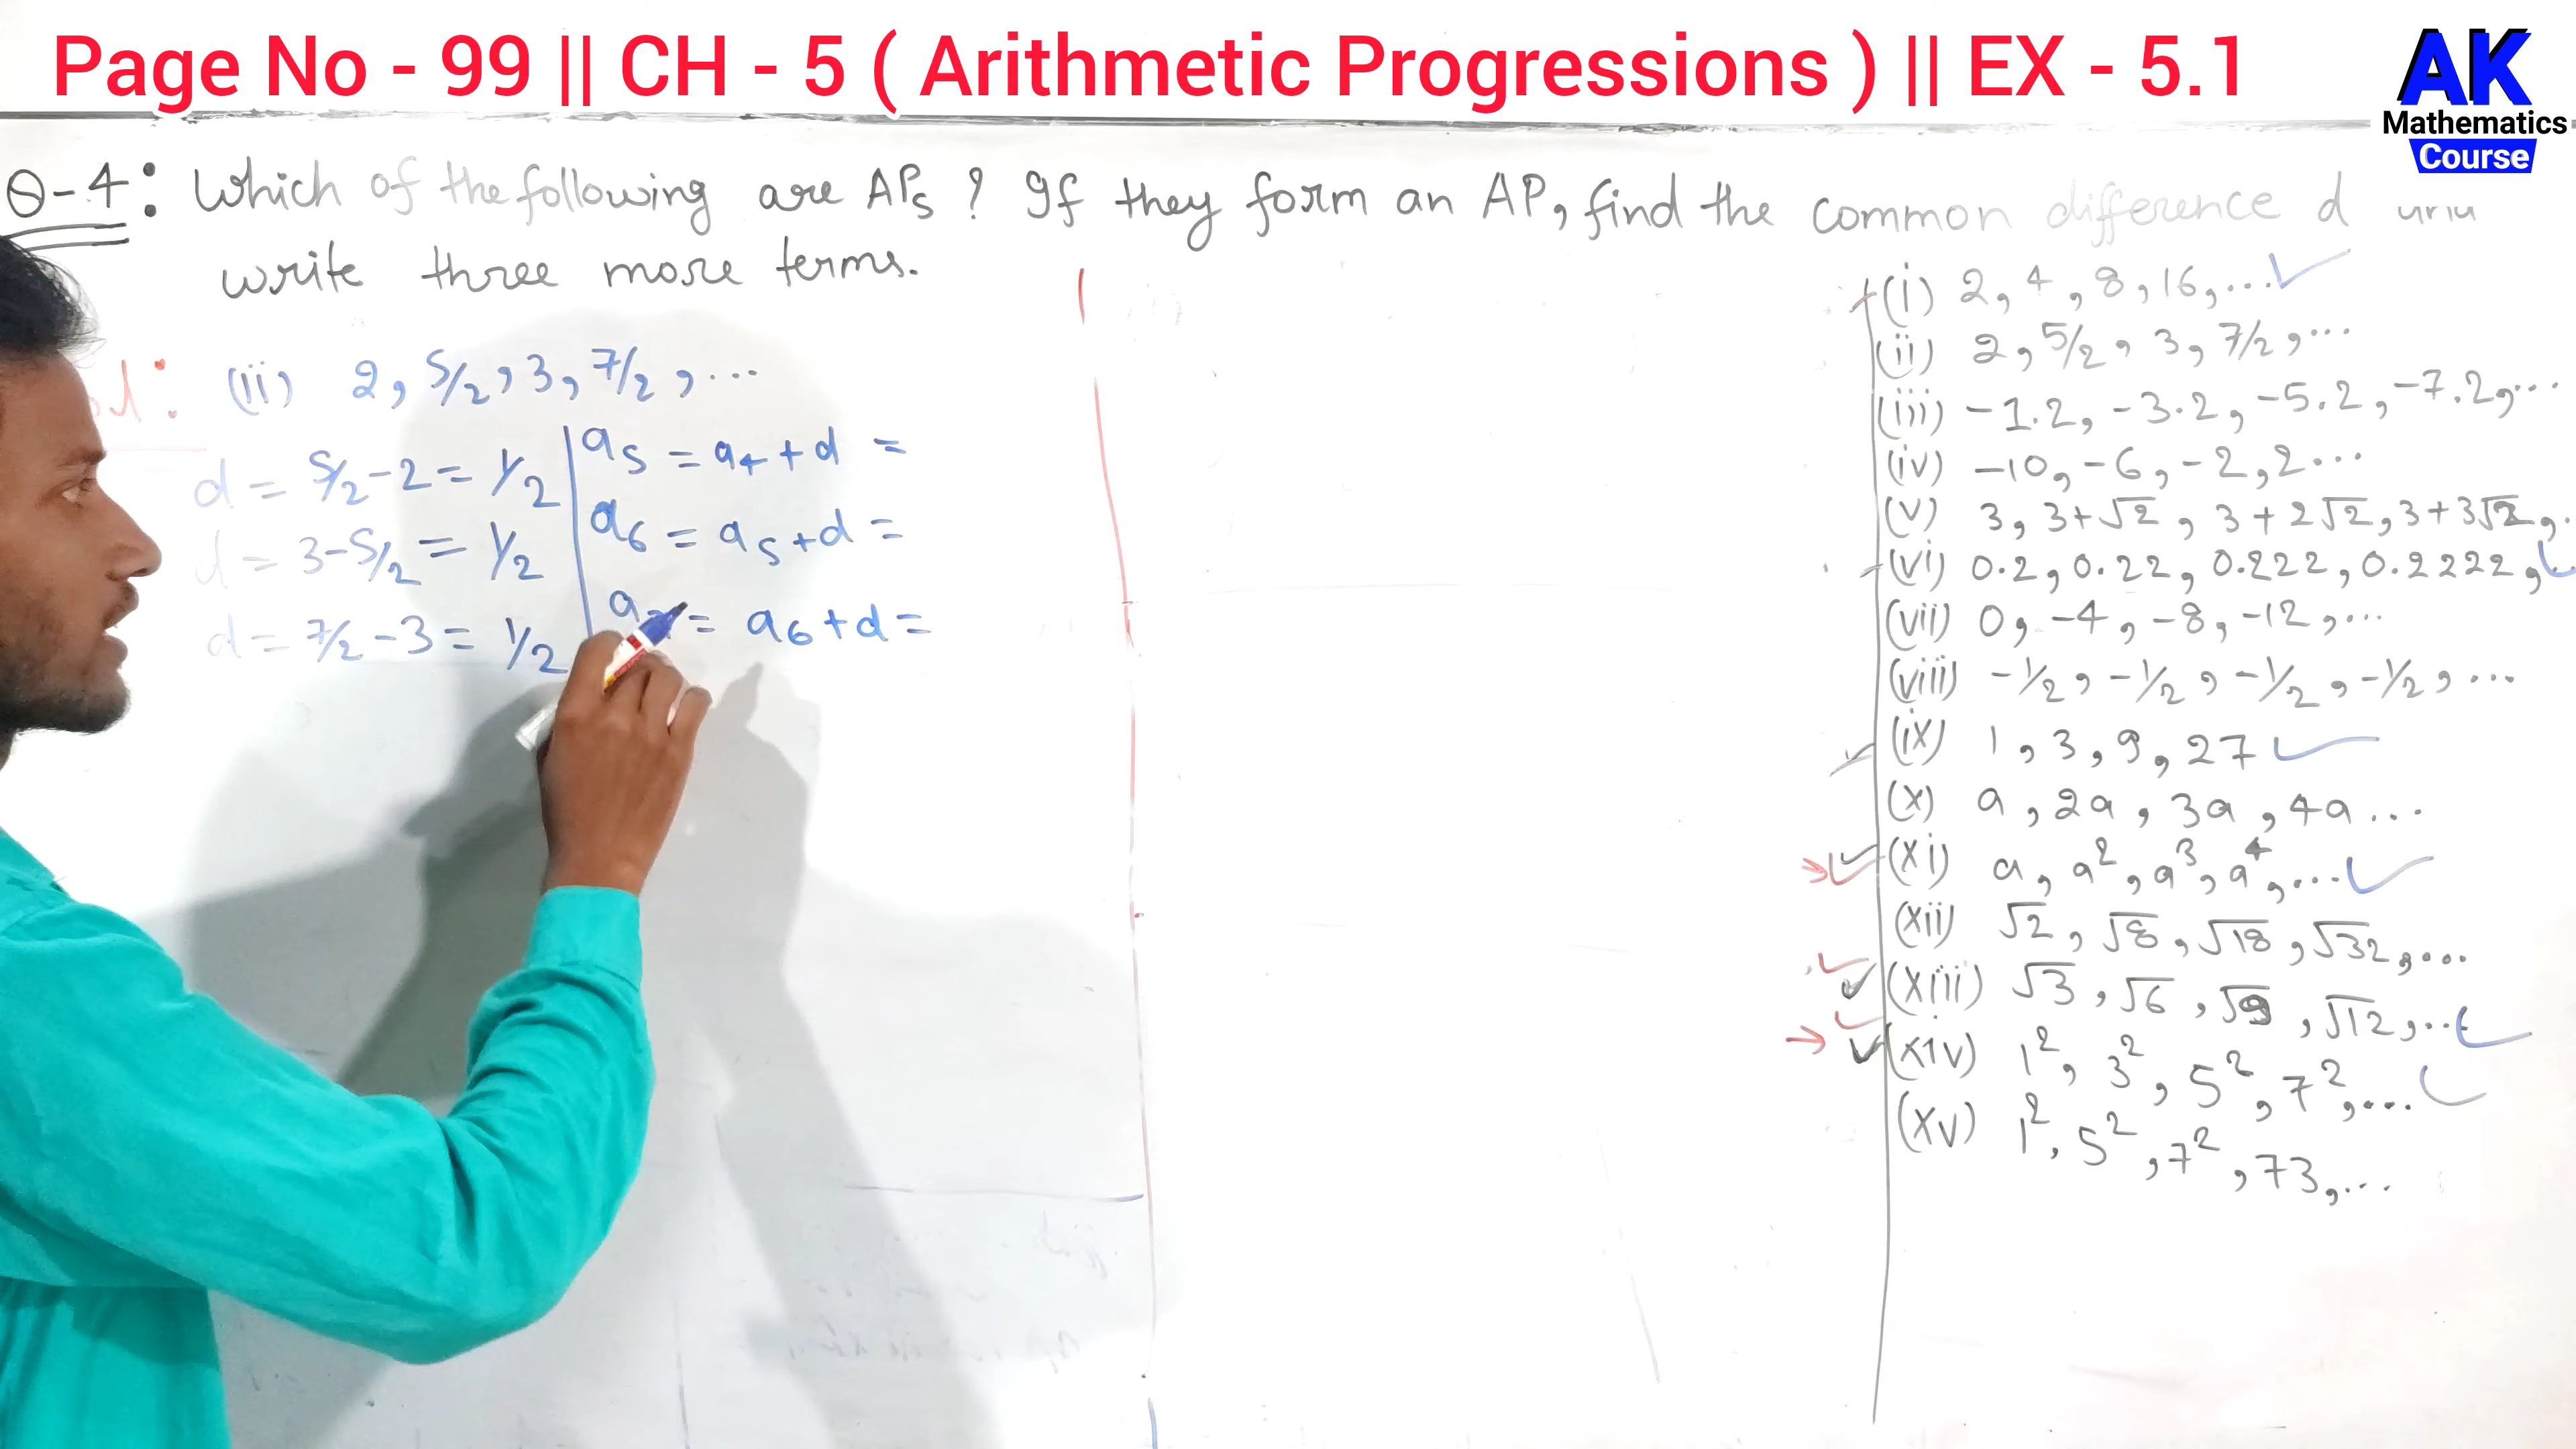 Page No - 99 || CH - 5 ( Arithmetic Progressions ) || EX - 5.1
AK
Mathematics
Course
Q-4: Which of the following are APs ? If they form an AP, find the common difference d
write three more terms.
(ii) 2, 5/2, 3, 7/2, ...
d = 5/2 - 2 = 1/2
d = 3 - 5/2 = 1/2
d = 7/2 - 3 = 1/2
a5 = a4 + d =
a6 = a5 + d =
a = a6 + d =
(i) 2, 4, 8, 16, ...
(ii) 2, 5/2, 3, 7/2, ...
(iii) -1.2, -3.2, -5.2, -7.2, ...
(iv) -10, -6, -2, 2 ...
(v) 3, 3+√2, 3+2√2, 3+3√2, .
(vi) 0.2, 0.22, 0.222, 0.2222,
(vii) 0, -4, -8, -12, ...
(viii) -1/2, -1/2, -1/2, -1/2, ...
(ix) 1, 3, 9, 27
(x) a, 2a, 3a, 4a ...
(xi) a, a², a³, a⁴, ...
(xii) √2, √8, √18, √32, ...
(xiii) √3, √6, √9, √12, ...
(xiv) 1², 3², 5², 7², ...
(xv) 1², 5², 7², 73, ...